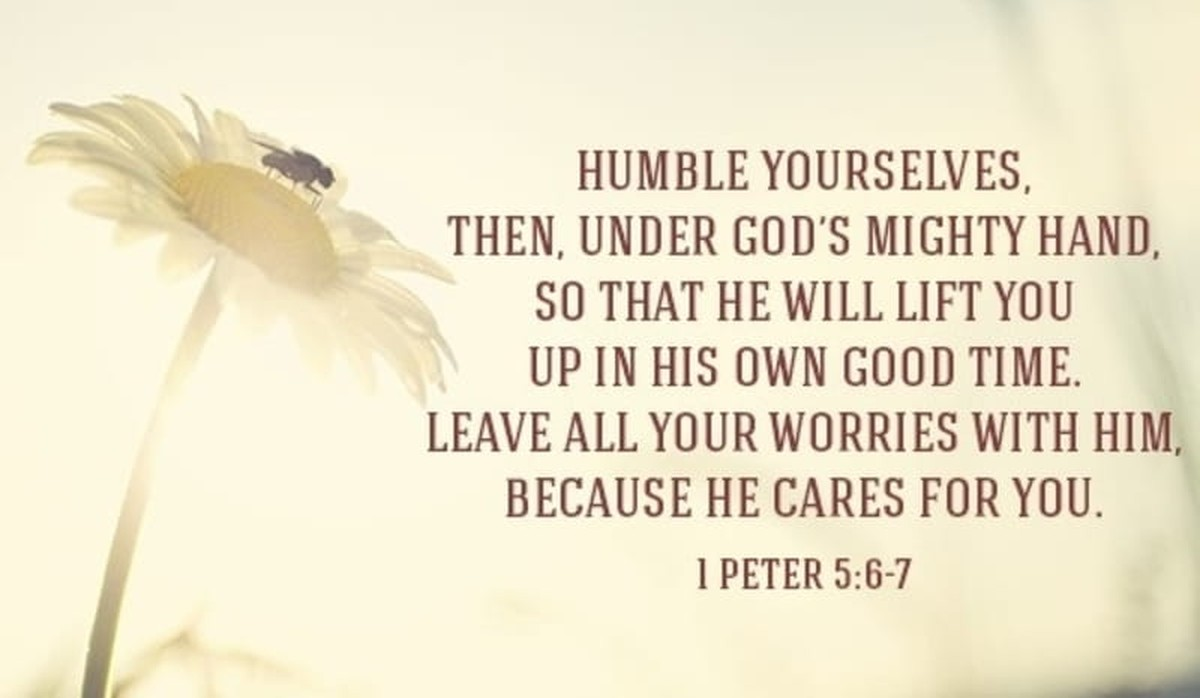 HUMBLE YOURSELVES,
THEN, UNDER GOD'S MIGHTY HAND,
SO THAT HE WILL LIFT YOU
UP IN HIS OWN GOOD TIME.
LEAVE ALL YOUR WORRIES WITH HIM,
BECAUSE HE CARES FOR YOU.
1 PETER 5:6-7